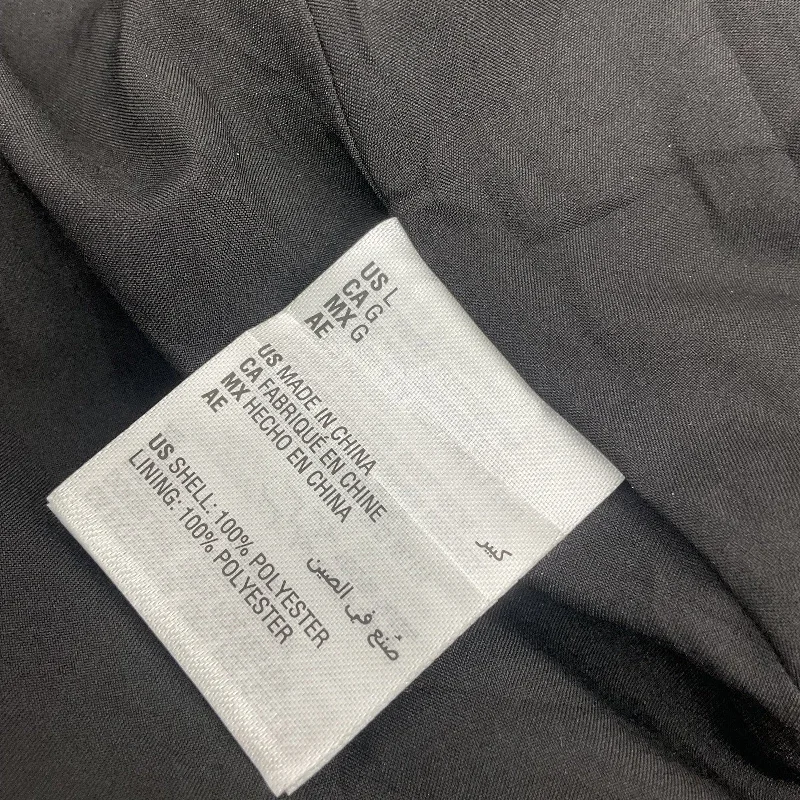 US L
CA G
MX G
AE كبير
US MADE IN CHINA
CA FABRIQUÉ EN CHINE
MX HECHO EN CHINA
AE صُنع في الصين
US SHELL: 100% POLYESTER
LINING: 100% POLYESTER